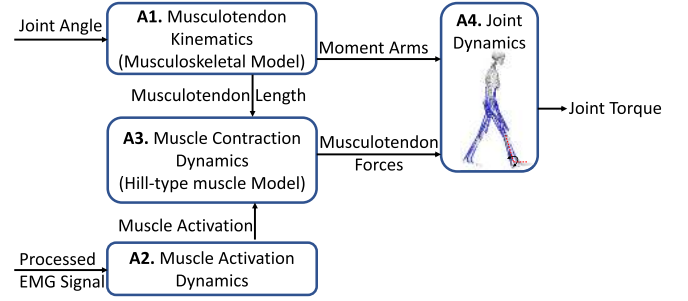 Joint Angle
A1. Musculotendon
Kinematics
(Musculoskeletal Model)
Moment Arms
A4. Joint
Dynamics
Joint Torque
Musculotendon Length
A3. Muscle Contraction
Dynamics
(Hill-type muscle Model)
Musculotendon
Forces
Muscle Activation
Processed
EMG Signal
A2. Muscle Activation
Dynamics